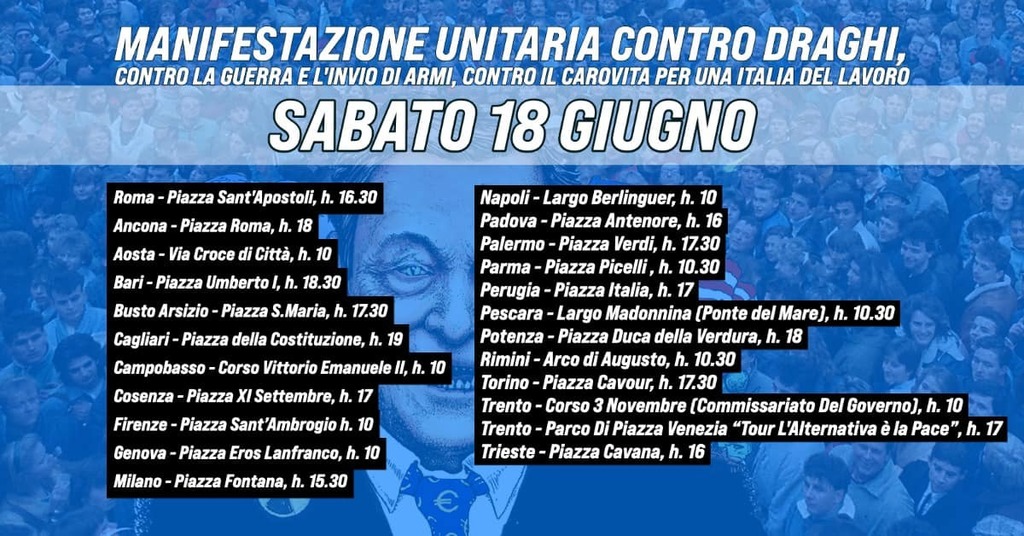 MANIFESTAZIONE UNITARIA CONTRO DRAGHI,
CONTRO LA GUERRA E L'INVIO DI ARMI, CONTRO IL CAROVITA PER UNA ITALIA DEL LAVORO
SABATO 18 GIUGNO
Roma - Piazza Sant'Apostoli, h. 16.30
Ancona - Piazza Roma, h. 18
Aosta - Via Croce di Città, h. 10
Bari - Piazza Umberto I, h. 18.30
Busto Arsizio - Piazza S.Maria, h. 17.30
Cagliari - Piazza della Costituzione, h. 19
Campobasso - Corso Vittorio Emanuele II, h. 10
Cosenza - Piazza XI Settembre, h. 17
Firenze - Piazza Sant'Ambrogio h. 10
Genova - Piazza Eros Lanfranco, h. 10
Milano - Piazza Fontana, h. 15.30
Napoli - Largo Berlinguer, h. 10
Padova - Piazza Antenore, h. 16
Palermo - Piazza Verdi, h. 17.30
Parma - Piazza Picelli , h. 10.30
Perugia - Piazza Italia, h. 17
Pescara - Largo Madonnina (Ponte del Mare), h. 10.30
Potenza - Piazza Duca della Verdura, h. 18
Rimini - Arco di Augusto, h. 10.30
Torino - Piazza Cavour, h. 17.30
Trento - Corso 3 Novembre (Commissariato Del Governo), h. 10
Trento - Parco Di Piazza Venezia “Tour L'Alternativa è la Pace”, h. 17
Trieste - Piazza Cavana, h. 16